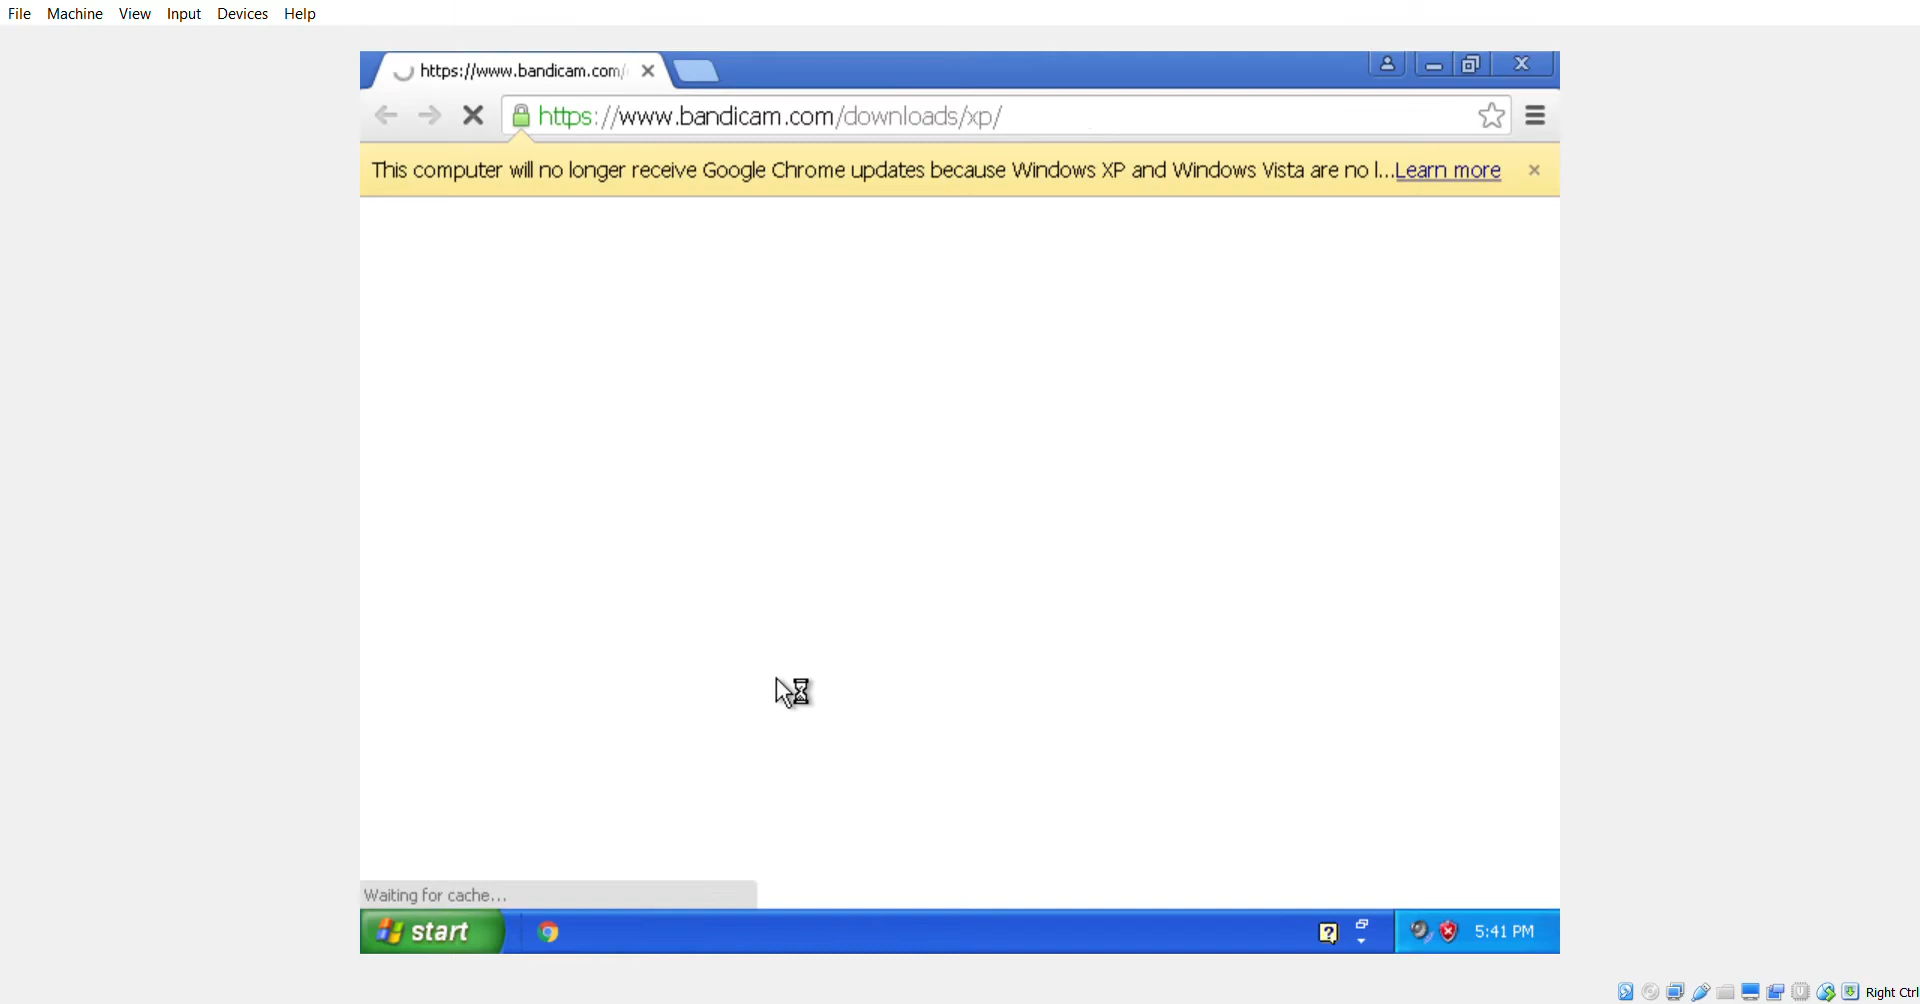 File Machine View Input Devices Help
https://www.bandicam.com/
https://www.bandicam.com/downloads/xp/
This computer will no longer receive Google Chrome updates because Windows XP and Windows Vista are no l...Learn more
Waiting for cache...
start
5:41 PM
Right Ctrl